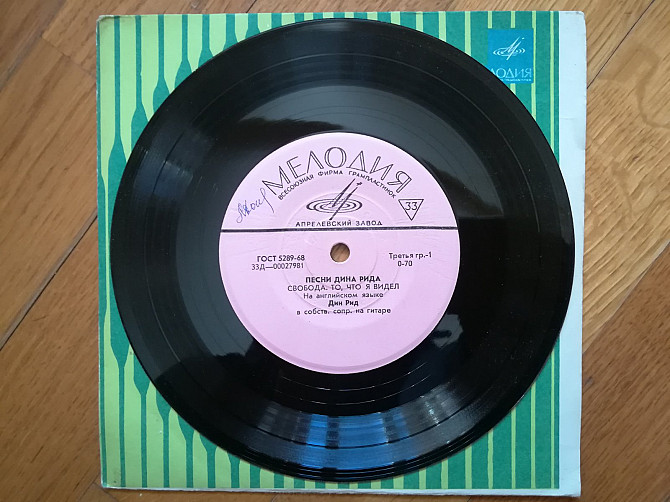 ЛОДИЯ
МЕЛОДИЯ
ВСЕСОЮЗНАЯ ФИРМА ГРАМПЛАСТИНОК
33
АПРЕЛЕВСКИЙ ЗАВОД
ГОСТ 5289-68
33Д—00027981
Третья гр.-1
0-70
ПЕСНИ ДИНА РИДА
СВОБОДА. ТО, ЧТО Я ВИДЕЛ
На английском языке
Дин Рид
в собств. сопр. на гитаре